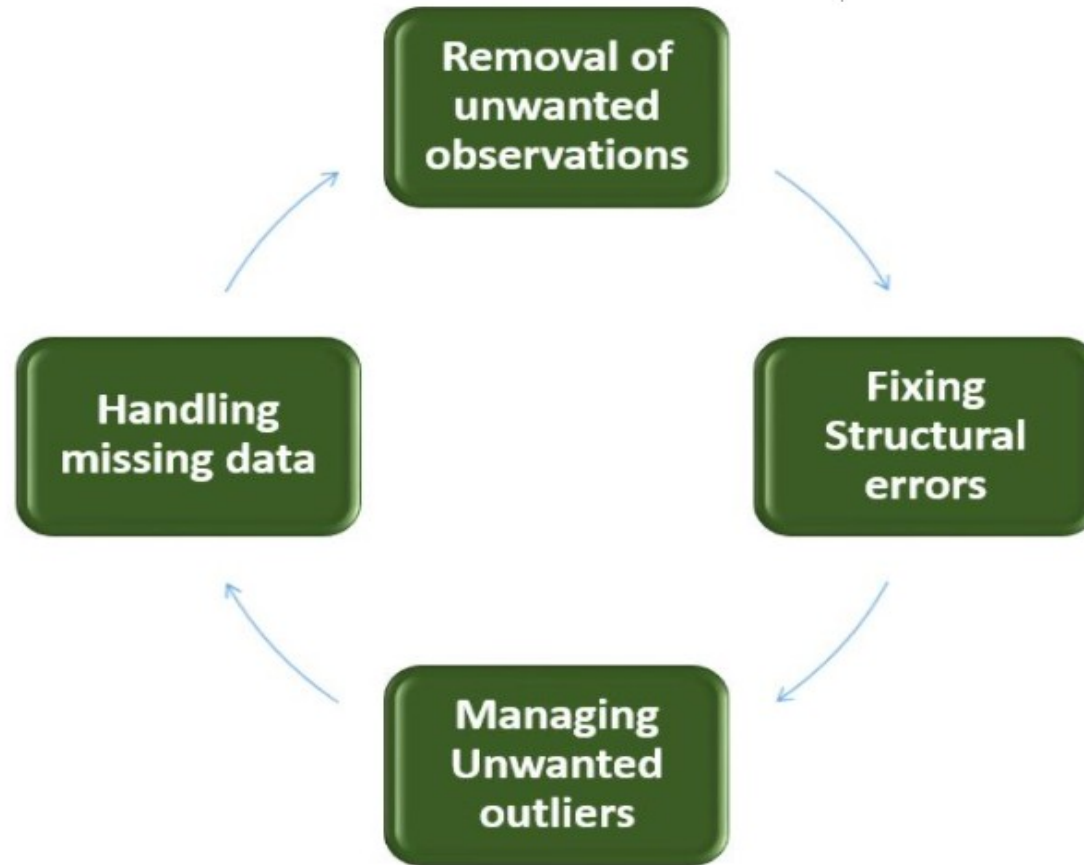 Removal of
unwanted
observations
Handling
missing data
Fixing
Structural
errors
Managing
Unwanted
outliers